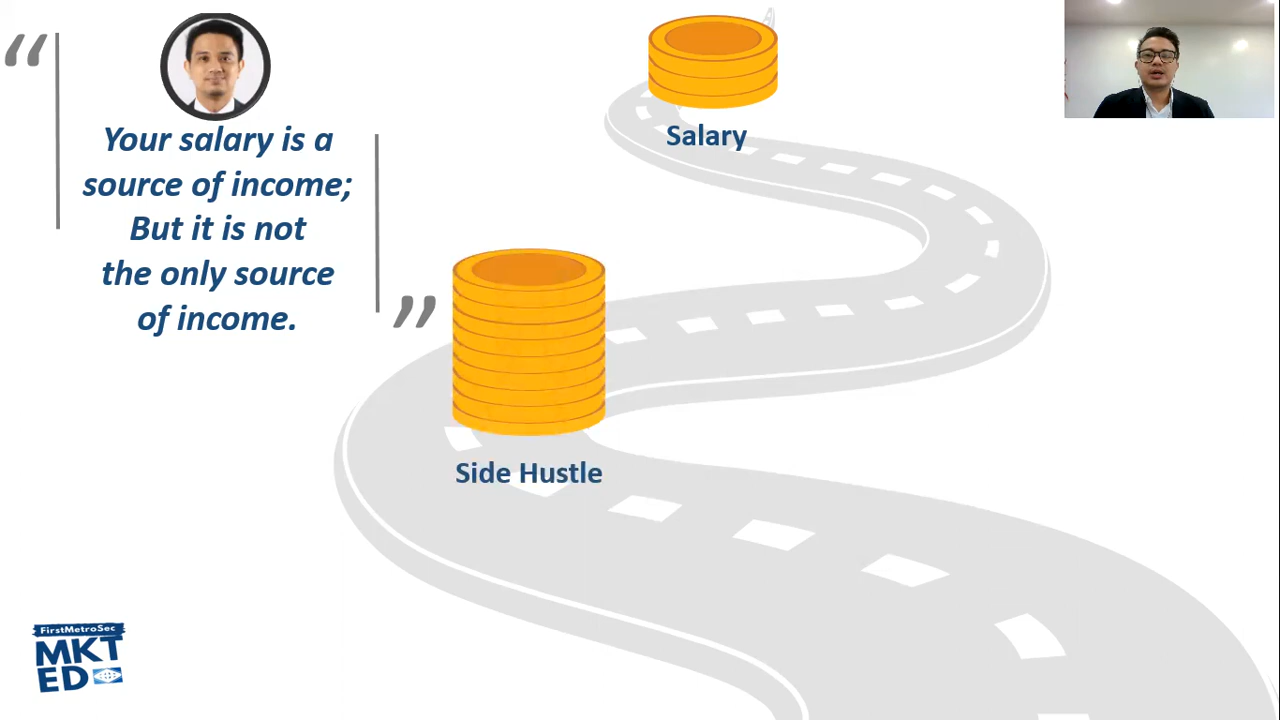 “
Your salary is a
source of income;
But it is not
the only source
of income.
”
Salary
Side Hustle
FirstMetroSec
MKT
ED